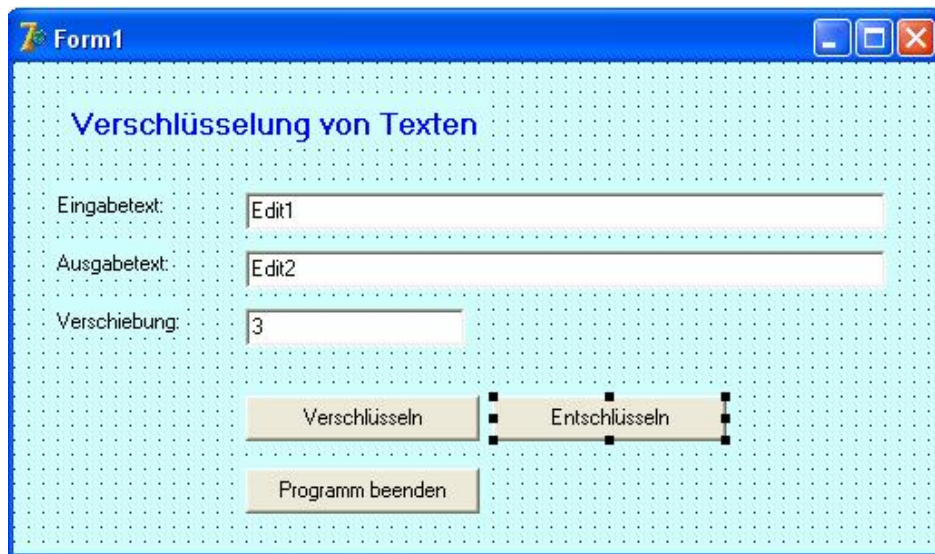 Form1
Verschlüsselung von Texten
Eingabetext: Edit1
Ausgabetext: Edit2
Verschiebung: 3
Verschlüsseln Entschlüsseln
Programm beenden